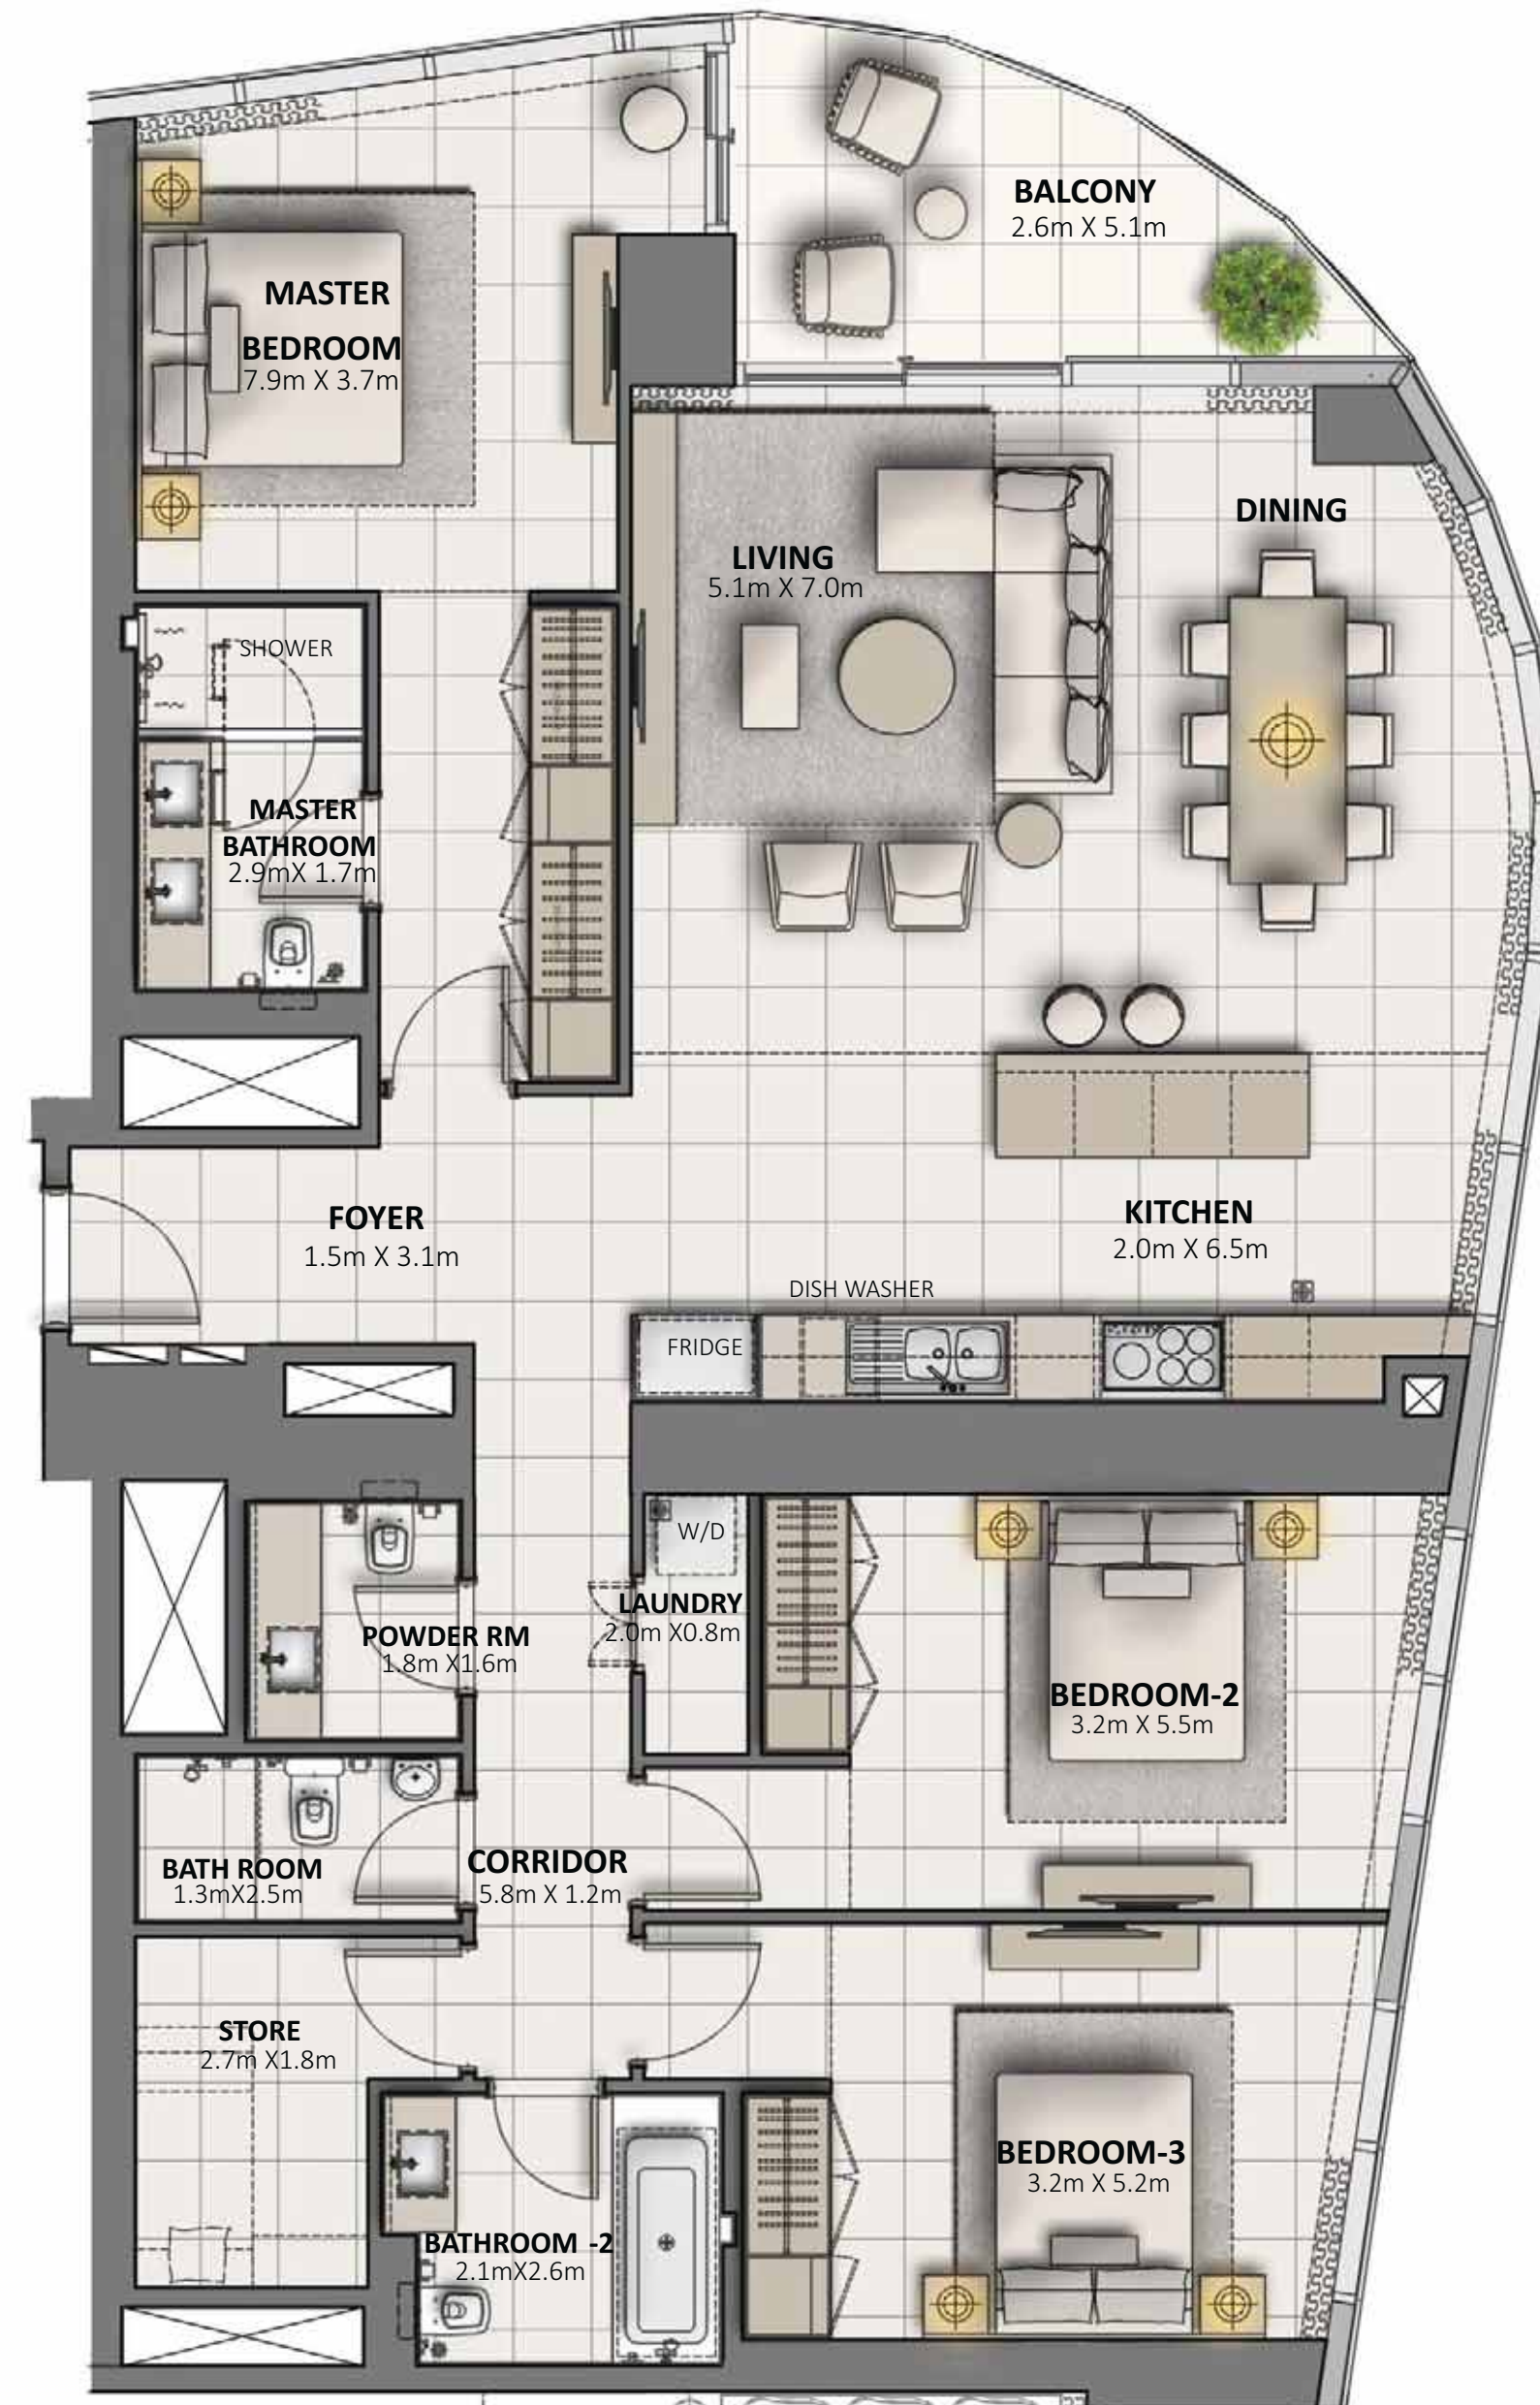 BALCONY
2.6m X 5.1m
MASTER
BEDROOM
7.9m X 3.7m
DINING
LIVING
5.1m X 7.0m
SHOWER
MASTER
BATHROOM
2.9mX 1.7m
FOYER
1.5m X 3.1m
KITCHEN
2.0m X 6.5m
DISH WASHER
FRIDGE
W/D
LAUNDRY
2.0m X0.8m
POWDER RM
1.8m X1.6m
BEDROOM-2
3.2m X 5.5m
BATH ROOM
1.3mX2.5m
CORRIDOR
5.8m X 1.2m
STORE
2.7m X1.8m
BEDROOM-3
3.2m X 5.2m
BATHROOM -2
2.1mX2.6m